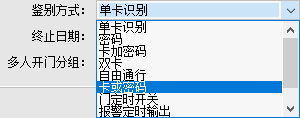 鉴别方式： 单卡识别
终止日期：
多人开门分组：
单卡识别
密码
卡加密码
双卡
自由通行
卡或密码
门定时开关
报警定时输出